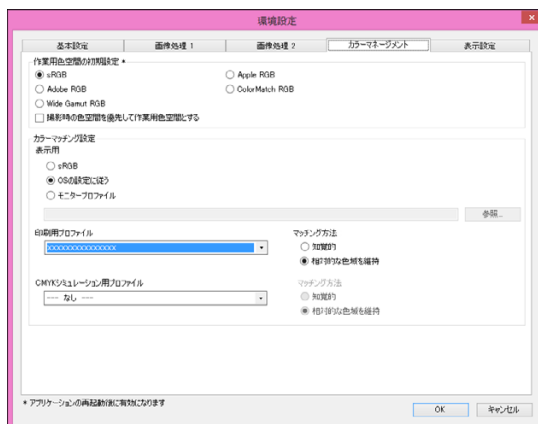 環境設定
基本設定
画像処理 1
画像処理 2
カラーマネージメント
表示設定
作業用色空間の初期設定 *
sRGB
Apple RGB
Adobe RGB
ColorMatch RGB
Wide Gamut RGB
撮影時の色空間を優先して作業用色空間とする
カラーマッチング設定
表示用
sRGB
OSの設定に従う
モニタープロファイル
参照...
印刷用プロファイル
マッチング方法
XXXXXXXXXXXXXXX
知覚的
相対的な色域を維持
CMYKシミュレーション用プロファイル
マッチング方法
--- なし ---
知覚的
相対的な色域を維持
* アプリケーションの再起動後に有効になります
OK
キャンセル